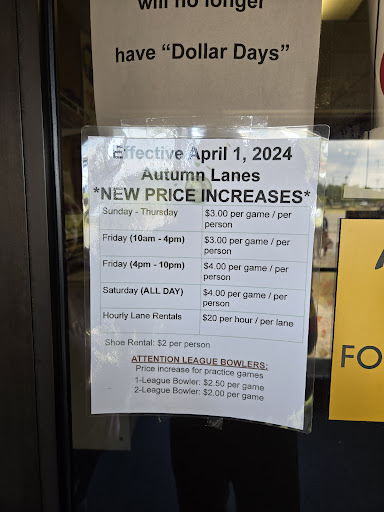 will no longer
have “Dollar Days”
Effective April 1, 2024
Autumn Lanes
*NEW PRICE INCREASES*
Sunday - Thursday $3.00 per game / per
person
Friday (10am - 4pm) $3.00 per game / per
person
Friday (4pm - 10pm) $4.00 per game / per
person
Saturday (ALL DAY) $4.00 per game / per
person
Hourly Lane Rentals $20 per hour / per lane
Shoe Rental: $2 per person
ATTENTION LEAGUE BOWLERS:
Price increase for practice games
1-League Bowler: $2.50 per game
2-League Bowler: $2.00 per game
FO